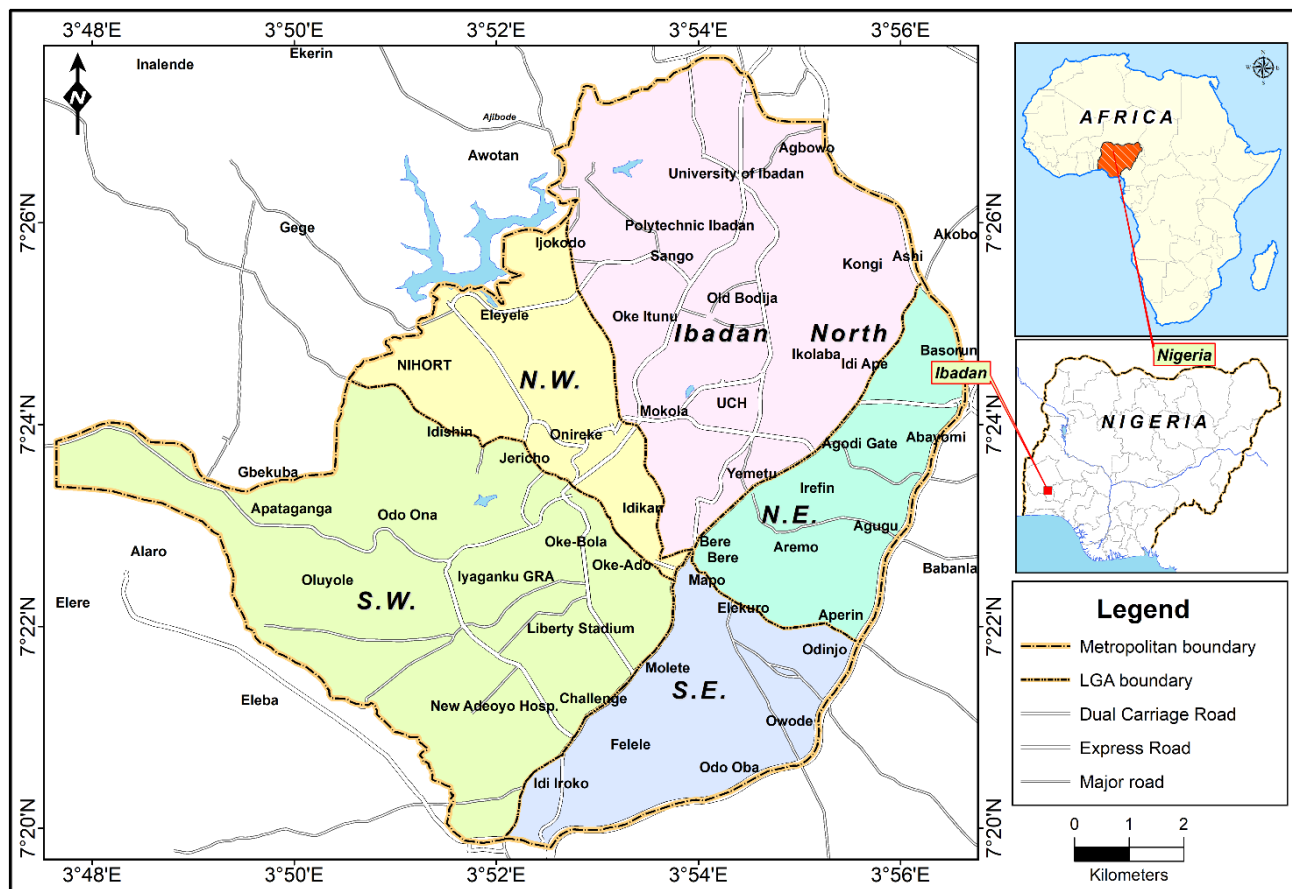 3°48'E 3°50'E 3°52'E 3°54'E 3°56'E
Ekerin
Inalende
N
Ajibode
Awotan
Agbowo
University of Ibadan
7°26'N
7°26'N
Gege
Polytechnic Ibadan
Akobo
Ijokodo
Sango
Ashi
Kongi
Old Bodija
Eleyele
Oke Itunu
Ibadan North
Ikolaba
Basorun
Idi Ape
NIHORT
N.W.
UCH
Mokola
7°24'N
7°24'N
Idishin
Onireke
Abayomi
Agodi Gate
Jericho
Gbekuba
Yemetu
Irefin
Apataganga
Idikan
Odo Ona
N.E.
Agugu
Oke-Bola
Bere
Aremo
Alaro
Bere
Oke-Ado
Babanla
Oluyole
Iyaganku GRA
Mapo
Elere
S.W.
Elekuro
Aperin
7°22'N
7°22'N
Liberty Stadium
Odinjo
Molete
S.E.
Eleba
Challenge
New Adeoyo Hosp.
Owode
Felele
Odo Oba
Idi Iroko
7°20'N
7°20'N
3°48'E 3°50'E 3°52'E 3°54'E 3°56'E
N
E
S
W
AFRICA
Nigeria
Ibadan
NIGERIA
Legend
Metropolitan boundary
LGA boundary
Dual Carriage Road
Express Road
Major road
0 1 2
Kilometers